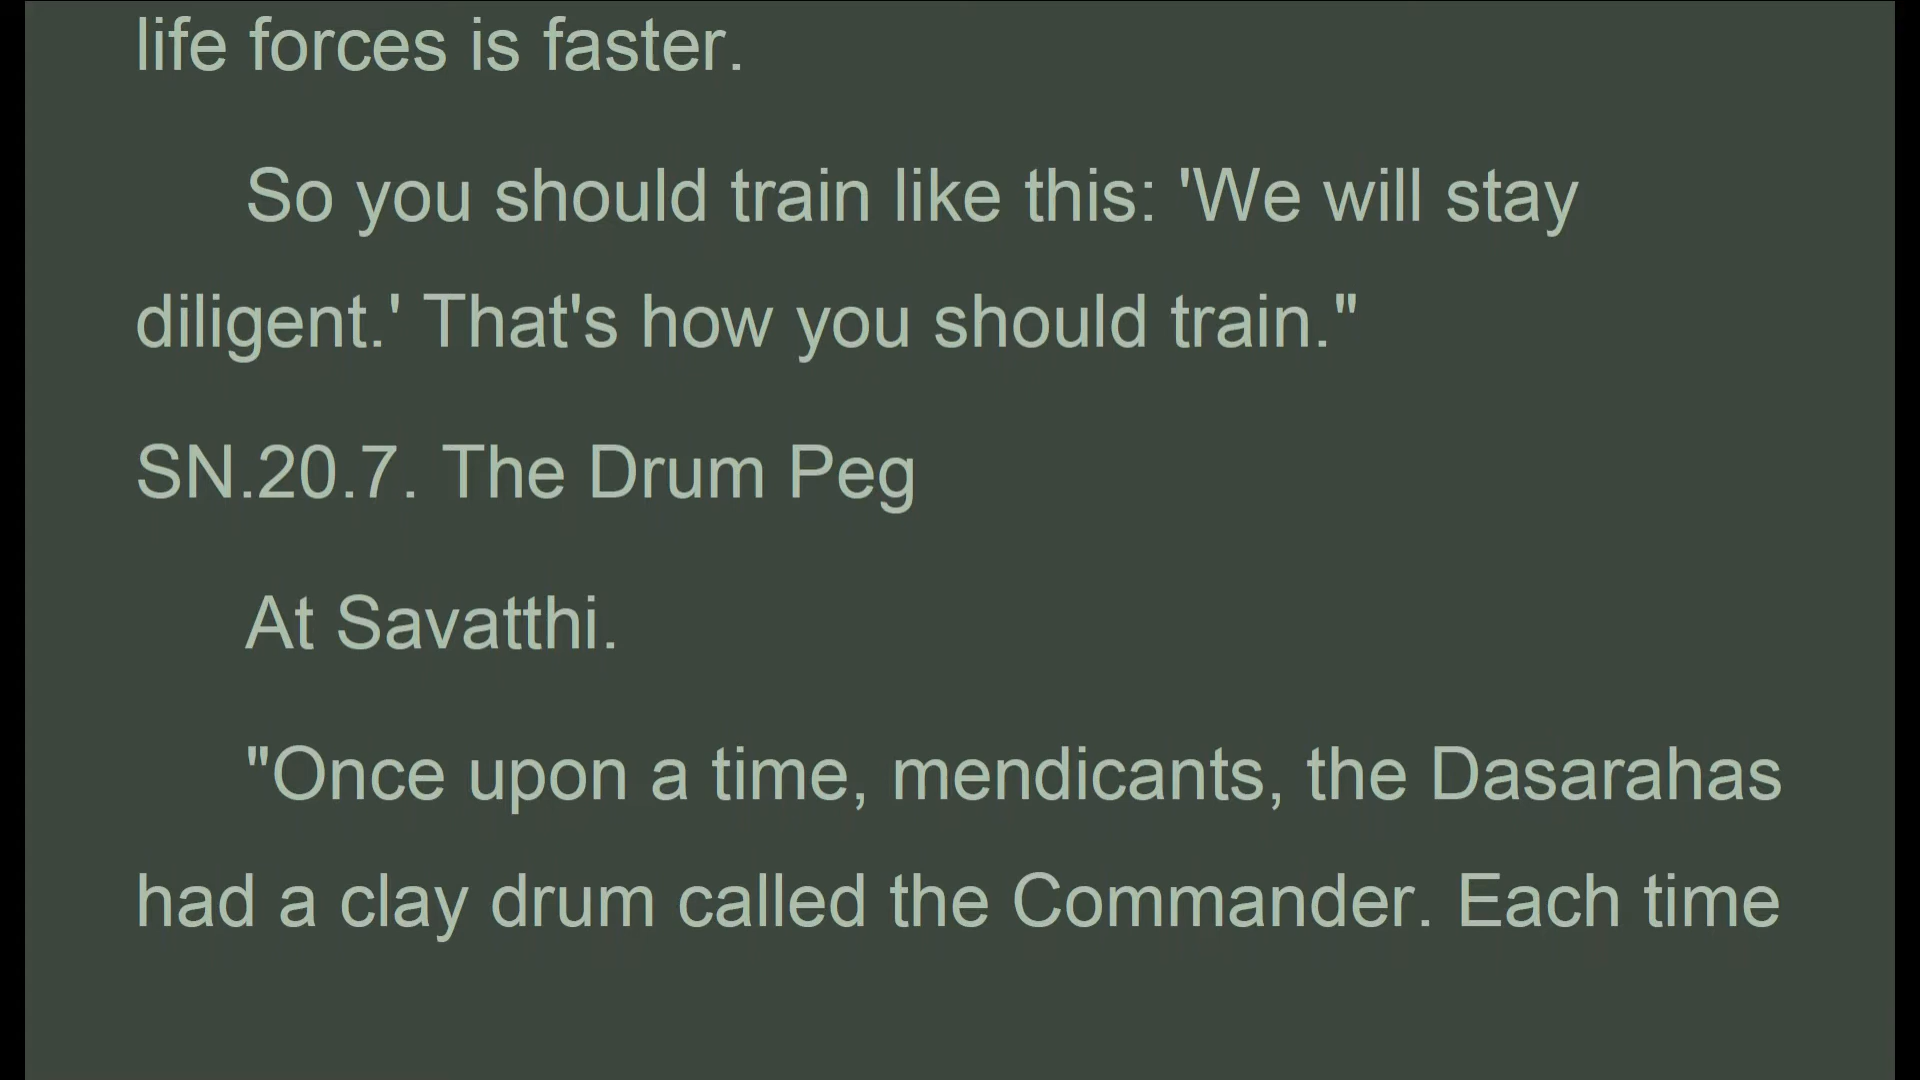 life forces is faster.
So you should train like this: 'We will stay
diligent.' That's how you should train."
SN.20.7. The Drum Peg
At Savatthi.
"Once upon a time, mendicants, the Dasarahas
had a clay drum called the Commander. Each time